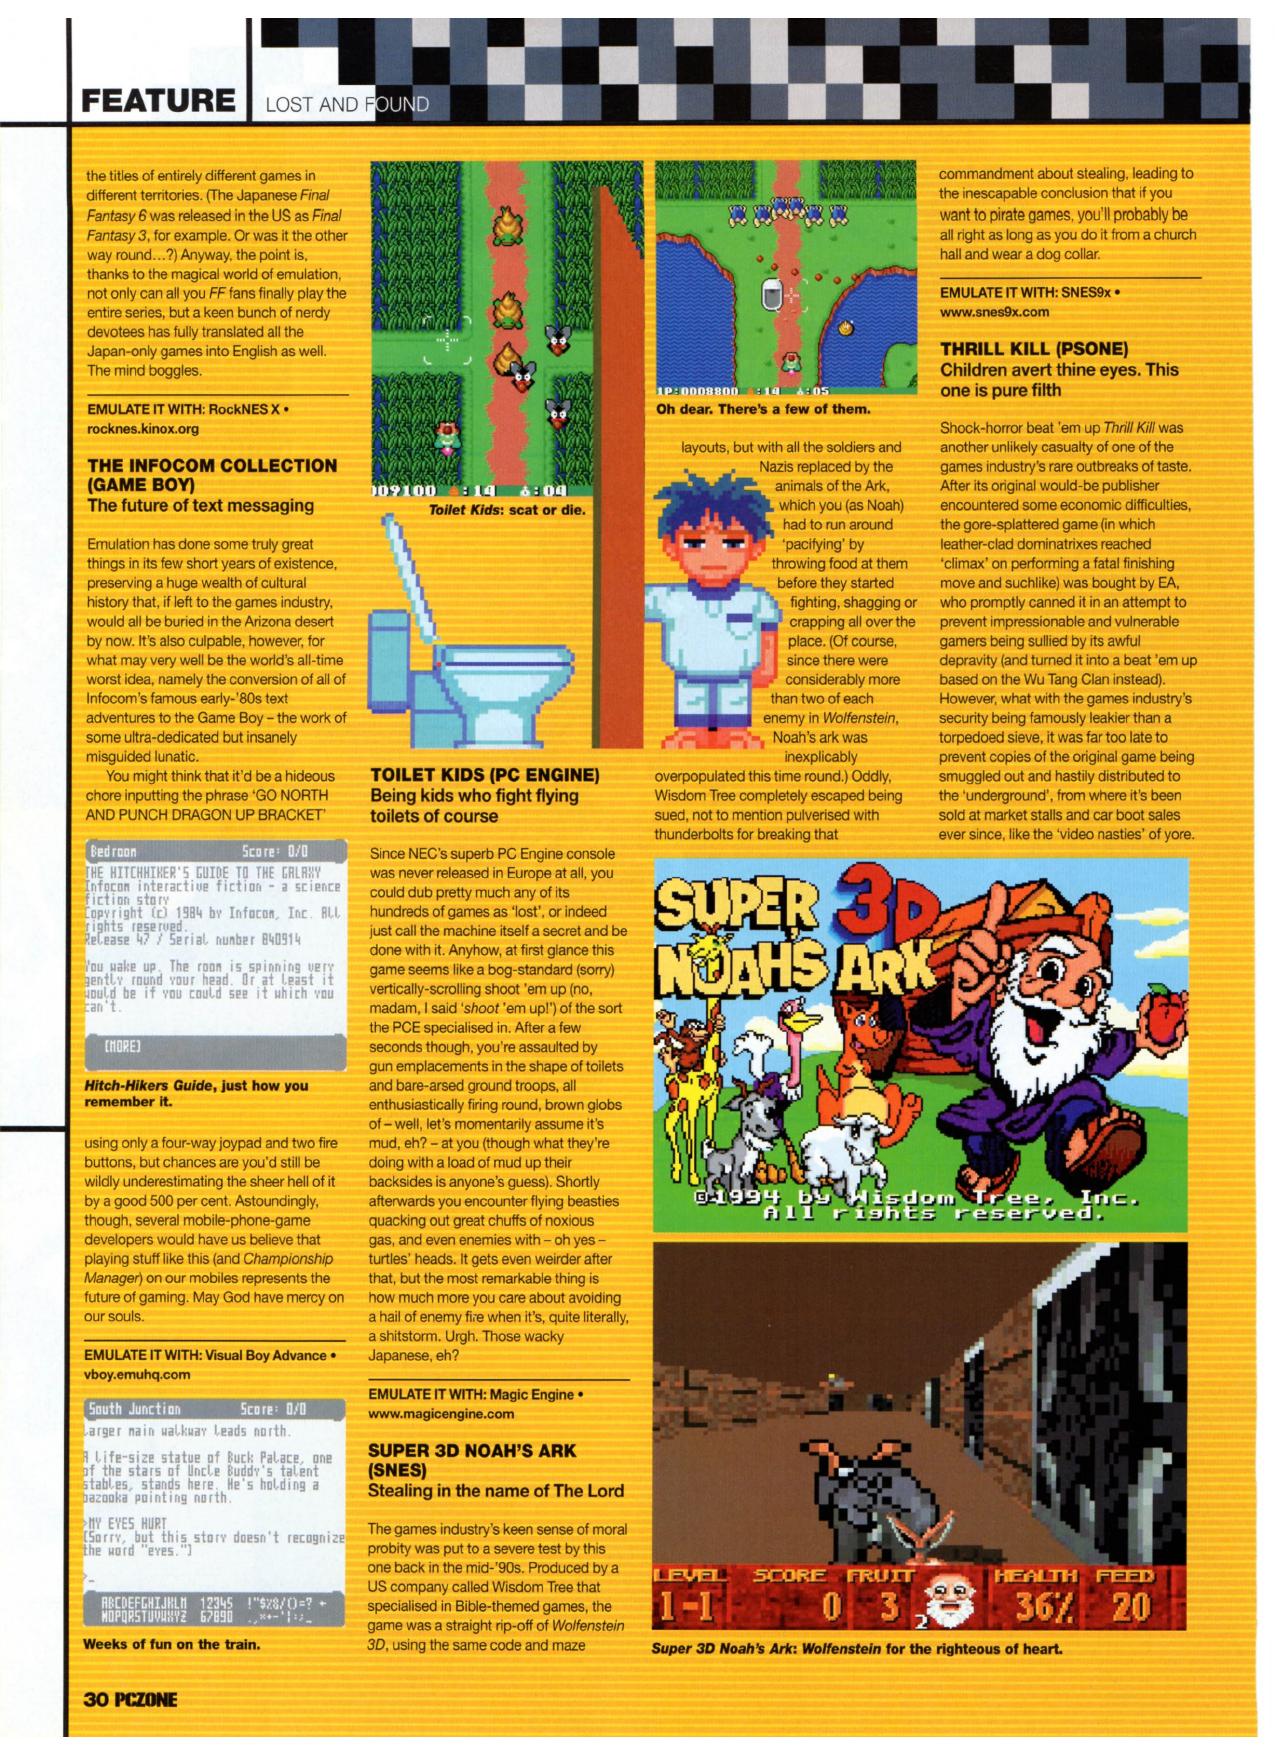 FEATURE
LOST AND FOUND
the titles of entirely different games in
different territories. (The Japanese Final
Fantasy 6 was released in the US as Final
Fantasy 3, for example. Or was it the other
way round...?) Anyway, the point is,
thanks to the magical world of emulation,
not only can all you FF fans finally play the
entire series, but a keen bunch of nerdy
devotees has fully translated all the
Japan-only games into English as well.
The mind boggles.
EMULATE IT WITH: RockNES X •
rocknes.kinox.org
THE INFOCOM COLLECTION
(GAME BOY)
The future of text messaging
Emulation has done some truly great
things in its few short years of existence,
preserving a huge wealth of cultural
history that, if left to the games industry,
would all be buried in the Arizona desert
by now. It's also culpable, however, for
what may very well be the world's all-time
worst idea, namely the conversion of all of
Infocom's famous early-'80s text
adventures to the Game Boy – the work of
some ultra-dedicated but insanely
misguided lunatic.
You might think that it'd be a hideous
chore inputting the phrase 'GO NORTH
AND PUNCH DRAGON UP BRACKET'
Bedroom Score: 0/0
THE HITCHHIKER'S GUIDE TO THE GALAXY
Infocom interactive fiction - a science
fiction story
Copyright (c) 1984 by Infocom, Inc. All
rights reserved.
Release 47 / Serial number 840914
You wake up. The room is spinning very
gently round your head. Or at least it
would be if you could see it which you
can't.
[MORE]
Hitch-Hikers Guide, just how you
remember it.
using only a four-way joypad and two fire
buttons, but chances are you'd still be
wildly underestimating the sheer hell of it
by a good 500 per cent. Astoundingly,
though, several mobile-phone-game
developers would have us believe that
playing stuff like this (and Championship
Manager) on our mobiles represents the
future of gaming. May God have mercy on
our souls.
EMULATE IT WITH: Visual Boy Advance •
vboy.emuhq.com
South Junction Score: 0/0
larger main walkway leads north.
A life-size statue of Buck Palace, one
of the stars of Uncle Buddy's talent
stables, stands here. He's holding a
bazooka pointing north.
>MY EYES HURT
[Sorry, but this story doesn't recognize
the word "eyes."]
>_
ABCDEFGHIJKLM 12345
NOPQRSTUVWXYZ 67890
Weeks of fun on the train.
009100 :14 :04
Toilet Kids: scat or die.
TOILET KIDS (PC ENGINE)
Being kids who fight flying
toilets of course
Since NEC's superb PC Engine console
was never released in Europe at all, you
could dub pretty much any of its
hundreds of games as 'lost', or indeed
just call the machine itself a secret and be
done with it. Anyhow, at first glance this
game seems like a bog-standard (sorry)
vertically-scrolling shoot 'em up (no,
madam, I said 'shoot 'em up!') of the sort
the PCE specialised in. After a few
seconds though, you're assaulted by
gun emplacements in the shape of toilets
and bare-arsed ground troops, all
enthusiastically firing round, brown globs
of – well, let's momentarily assume it's
mud, eh? – at you (though what they're
doing with a load of mud up their
backsides is anyone's guess). Shortly
afterwards you encounter flying beasties
quacking out great chuffs of noxious
gas, and even enemies with – oh yes –
turtles' heads. It gets even weirder after
that, but the most remarkable thing is
how much more you care about avoiding
a hail of enemy fire when it's, quite literally,
a shitstorm. Urgh. Those wacky
Japanese, eh?
EMULATE IT WITH: Magic Engine •
www.magicengine.com
SUPER 3D NOAH'S ARK
(SNES)
Stealing in the name of The Lord
The games industry's keen sense of moral
probity was put to a severe test by this
one back in the mid-'90s. Produced by a
US company called Wisdom Tree that
specialised in Bible-themed games, the
game was a straight rip-off of Wolfenstein
3D, using the same code and maze
1P:0008800 :14 :05
Oh dear. There's a few of them.
layouts, but with all the soldiers and
Nazis replaced by the
animals of the Ark,
which you (as Noah)
had to run around
'pacifying' by
throwing food at them
before they started
fighting, shagging or
crapping all over the
place. (Of course,
since there were
considerably more
than two of each
enemy in Wolfenstein,
Noah's ark was
inexplicably
overpopulated this time round.) Oddly,
Wisdom Tree completely escaped being
sued, not to mention pulverised with
thunderbolts for breaking that
commandment about stealing, leading to
the inescapable conclusion that if you
want to pirate games, you'll probably be
all right as long as you do it from a church
hall and wear a dog collar.
EMULATE IT WITH: SNES9x •
www.snes9x.com
THRILL KILL (PSONE)
Children avert thine eyes. This
one is pure filth
Shock-horror beat 'em up Thrill Kill was
another unlikely casualty of one of the
games industry's rare outbreaks of taste.
After its original would-be publisher
encountered some economic difficulties,
the gore-splattered game (in which
leather-clad dominatrixes reached
'climax' on performing a fatal finishing
move and suchlike) was bought by EA,
who promptly canned it in an attempt to
prevent impressionable and vulnerable
gamers being sullied by its awful
depravity (and turned it into a beat 'em up
based on the Wu Tang Clan instead).
However, what with the games industry's
security being famously leakier than a
torpedoed sieve, it was far too late to
prevent copies of the original game being
smuggled out and hastily distributed to
the 'underground', from where it's been
sold at market stalls and car boot sales
ever since, like the 'video nasties' of yore.
SUPER 3D
NOAH'S ARK
©1994 by Wisdom Tree, Inc.
All rights reserved.
LEVEL SCORE FRUIT HEALTH FEED
1-1 0 3 2 36% 20
Super 3D Noah's Ark: Wolfenstein for the righteous of heart.
30 PCZONE